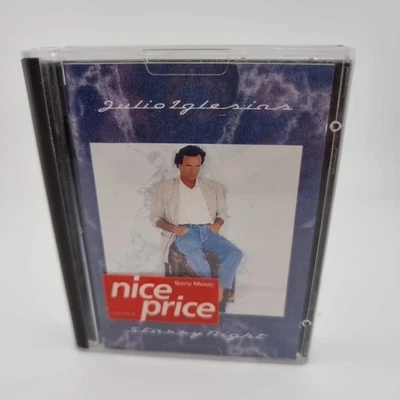 Julio Iglesias
Sony Music
nice
price
Starry Night